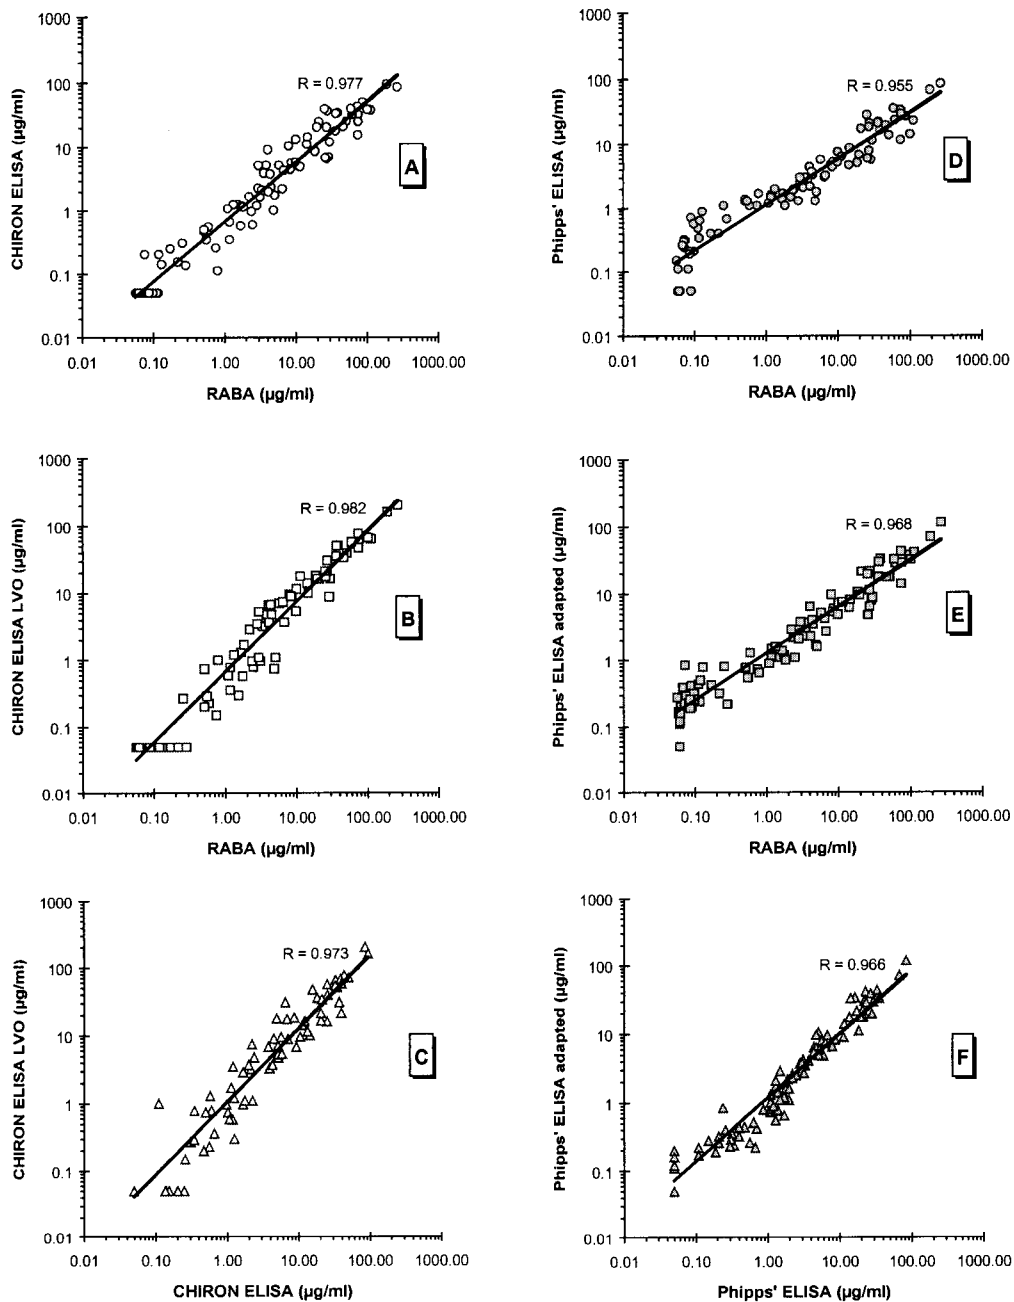 1000
100
10
1
0.1
0.01
CHIRON ELISA (µg/ml)
R = 0.977
A
0.01 0.10 1.00 10.00 100.00 1000.00
RABA (µg/ml)
1000
100
10
1
0.1
0.01
Phipps' ELISA (µg/ml)
R = 0.955
D
0.01 0.10 1.00 10.00 100.00 1000.00
RABA (µg/ml)
1000
100
10
1
0.1
0.01
CHIRON ELISA LVO (µg/ml)
R = 0.982
B
0.01 0.10 1.00 10.00 100.00 1000.00
RABA (µg/ml)
1000
100
10
1
0.1
0.01
Phipps' ELISA adapted (µg/ml)
R = 0.968
E
0.01 0.10 1.00 10.00 100.00 1000.00
RABA (µg/ml)
1000
100
10
1
0.1
0.01
CHIRON ELISA LVO (µg/ml)
R = 0.973
C
0.01 0.10 1.00 10.00 100.00 1000.00
CHIRON ELISA (µg/ml)
1000
100
10
1
0.1
0.01
Phipps' ELISA adapted (µg/ml)
R = 0.966
F
0.01 0.10 1.00 10.00 100.00 1000.00
Phipps' ELISA (µg/ml)